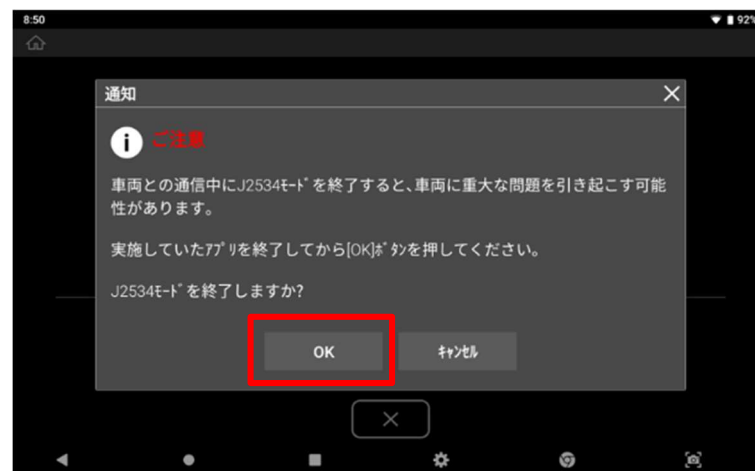 8:50
92%
通知
i ご注意
車両との通信中にJ2534ﾓｰﾄﾞを終了すると、車両に重大な問題を引き起こす可能
性があります。
実施していたｱﾌﾟﾘを終了してから[OK]ﾎﾞﾀﾝを押してください。
J2534ﾓｰﾄﾞを終了しますか?
OK
ｷｬﾝｾﾙ